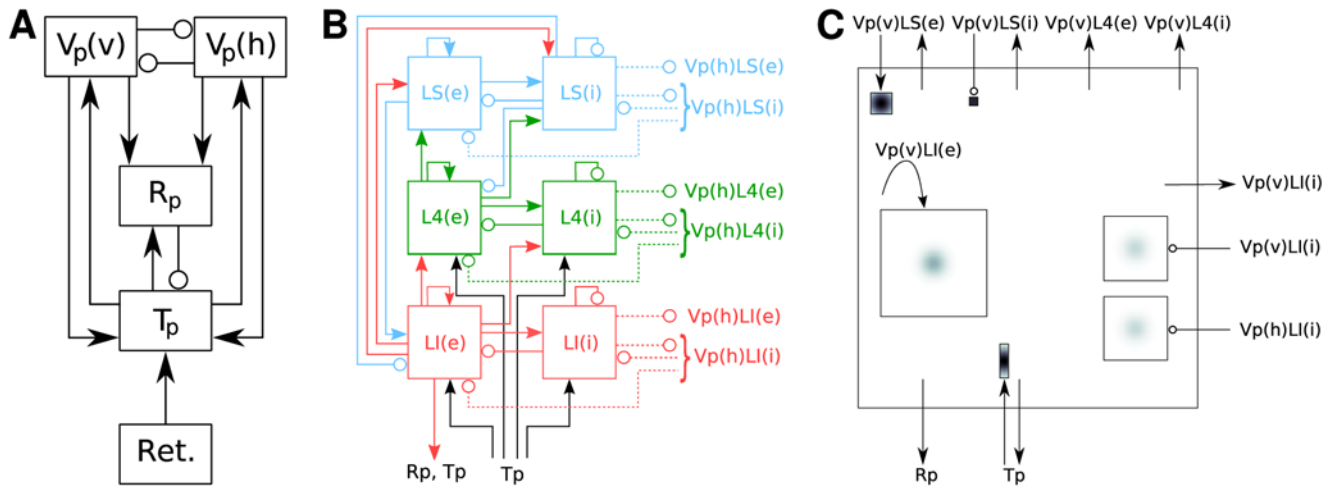 A
Vp(v)
Vp(h)
Rp
Tp
Ret.
B
LS(e)
LS(i)
Vp(h)LS(e)
Vp(h)LS(i)
L4(e)
L4(i)
Vp(h)L4(e)
Vp(h)L4(i)
LI(e)
LI(i)
Vp(h)LI(e)
Vp(h)LI(i)
Rp, Tp
Tp
C
Vp(v)LS(e) Vp(v)LS(i) Vp(v)L4(e) Vp(v)L4(i)
Vp(v)LI(e)
Vp(v)LI(i)
Vp(v)LI(i)
Vp(h)LI(i)
Rp
Tp